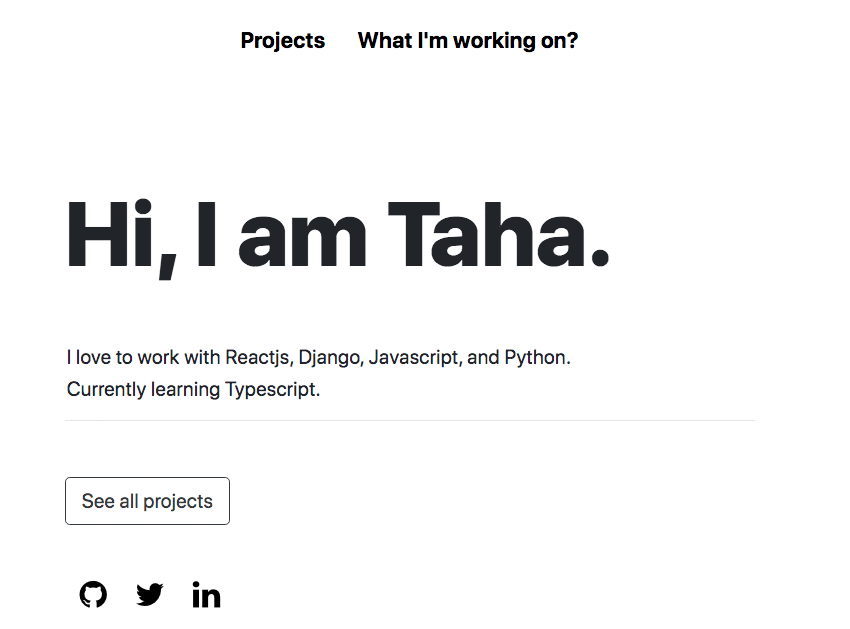 Projects What I'm working on?
Hi, I am Taha.
I love to work with Reactjs, Django, Javascript, and Python.
Currently learning Typescript.
See all projects
in